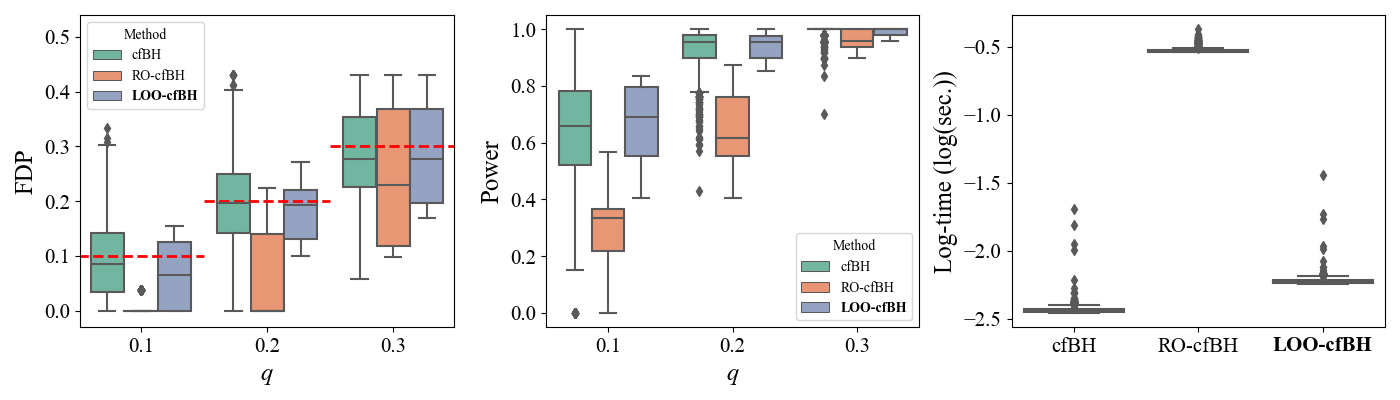 FDP
0.5
0.4
0.3
0.2
0.1
0.0
Method
cfBH
RO-cfBH
LOO-cfBH
0.1 0.2 0.3
q
Power
1.0
0.8
0.6
0.4
0.2
0.0
Method
cfBH
RO-cfBH
LOO-cfBH
0.1 0.2 0.3
q
Log-time (log(sec.))
−0.5
−1.0
−1.5
−2.0
−2.5
cfBH RO-cfBH LOO-cfBH